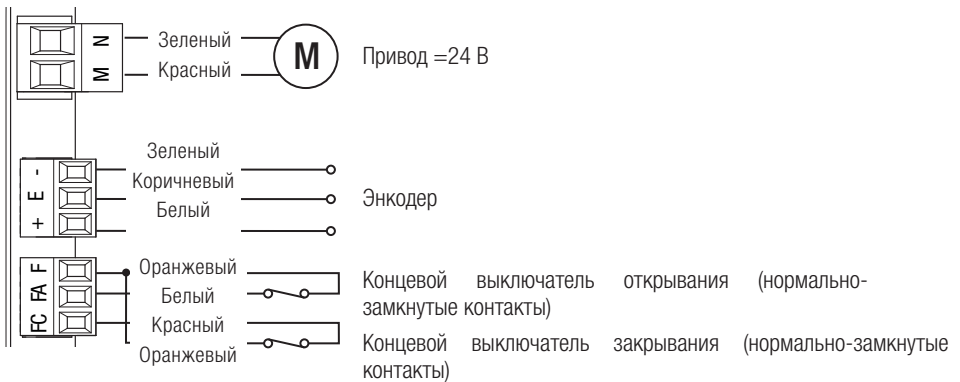 N Зеленый
M Красный
M Привод =24 В
- Зеленый
E Коричневый
+ Белый
Энкодер
F Оранжевый
FA Белый
FC Красный
Оранжевый
Концевой выключатель открывания (нормально-
замкнутые контакты)
Концевой выключатель закрывания (нормально-замкнутые
контакты)